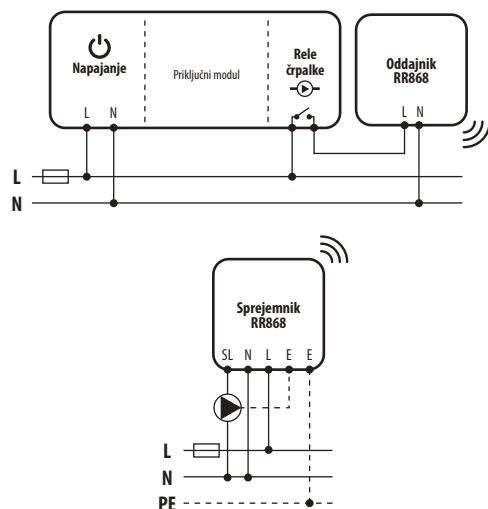 Napajanje
Priključni modul
Rele
črpalke
Oddajnik
RR868
L N
L N
L
N
Sprejemnik
RR868
SL N L E E
L
N
PE